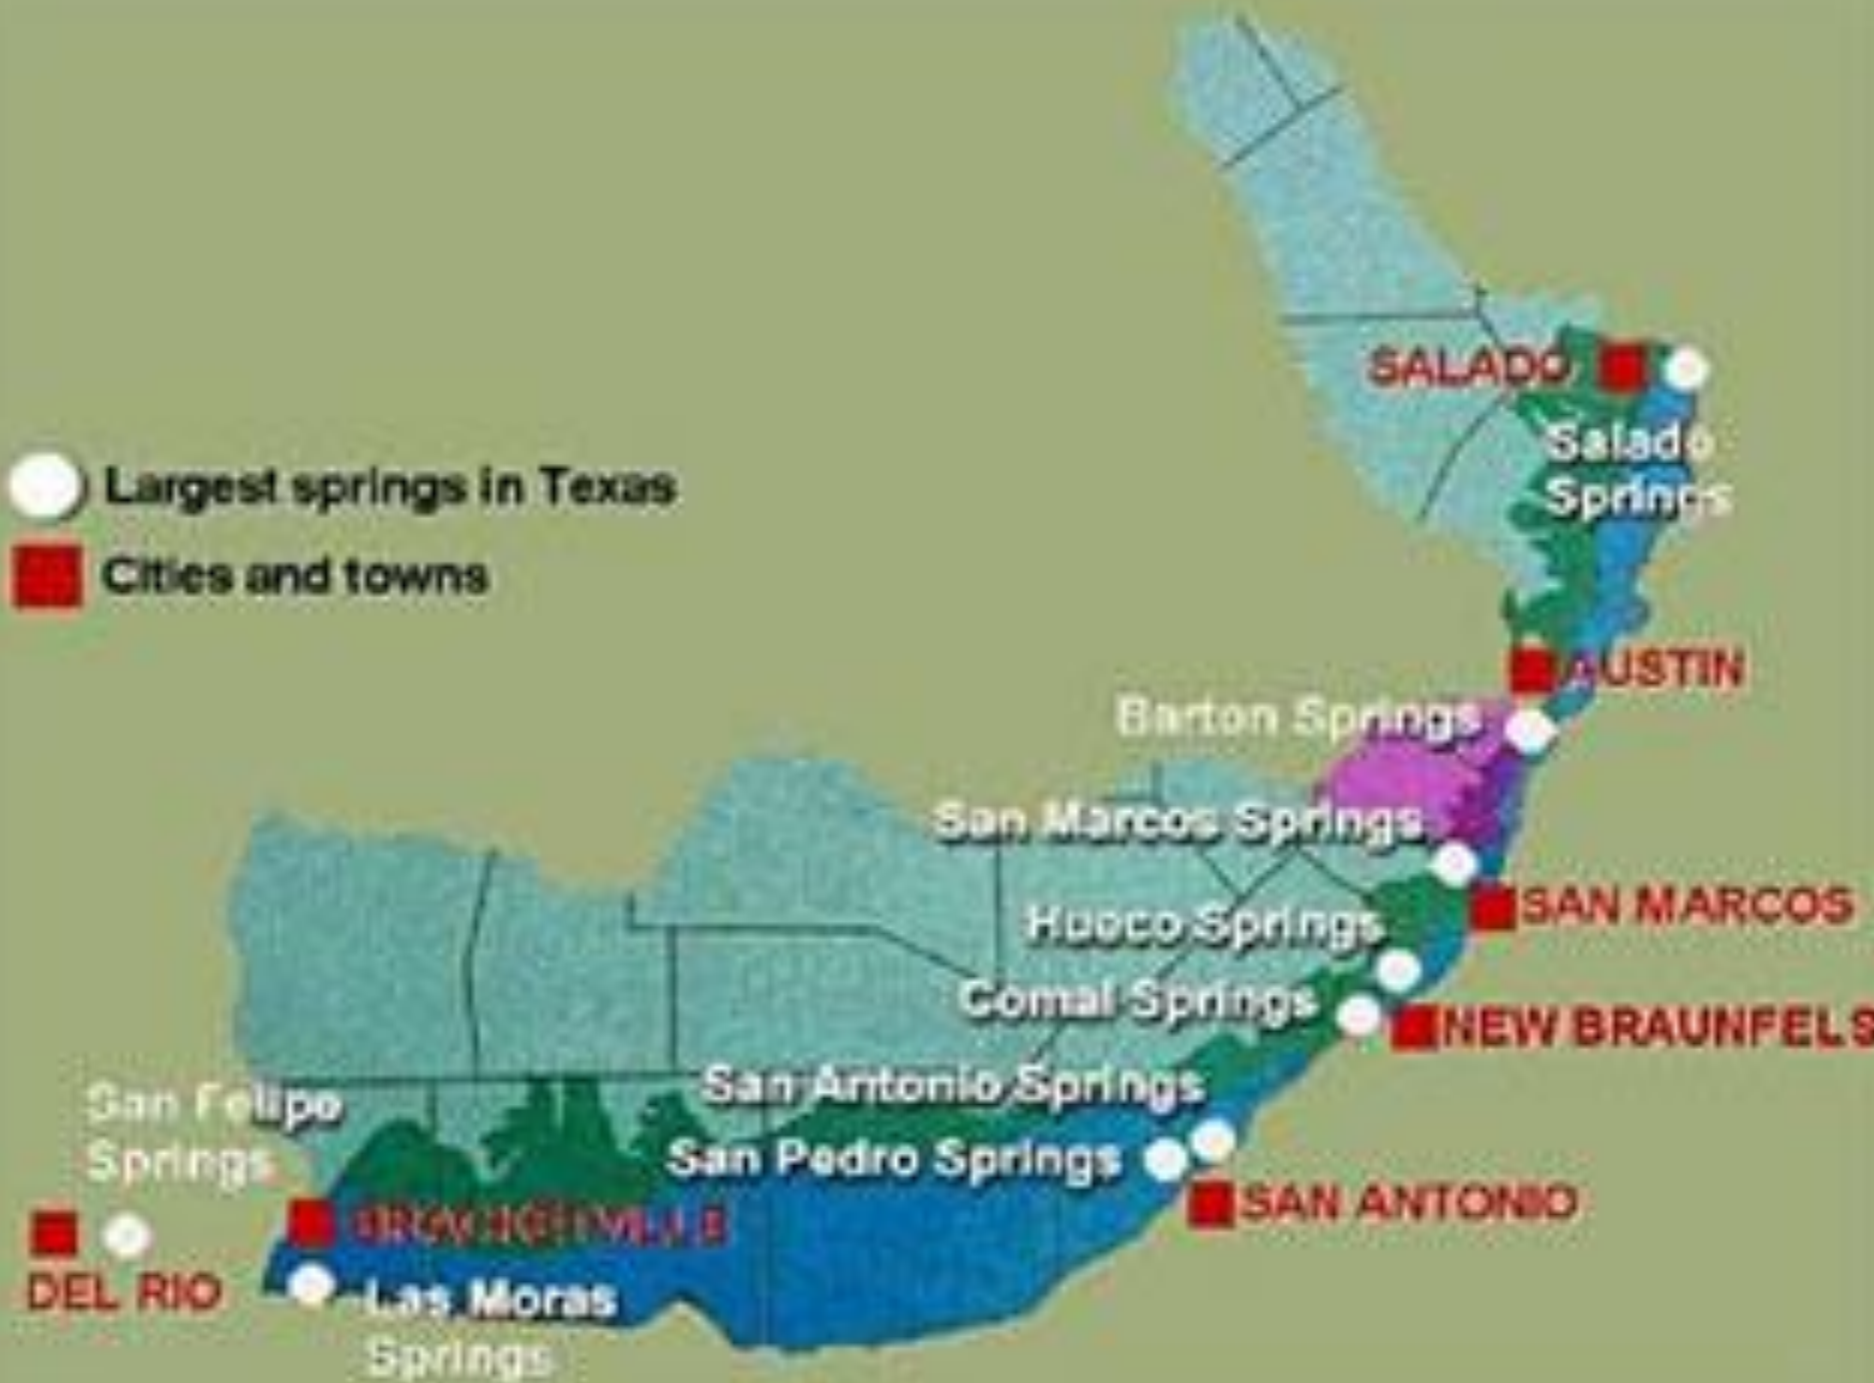 SALADO
Salado
Springs
Largest springs in Texas
Cities and towns
AUSTIN
Barton Springs
San Marcos Springs
SAN MARCOS
Hueco Springs
Comal Springs
NEW BRAUNFELS
San Antonio Springs
San Felipe
Springs
San Pedro Springs
SAN ANTONIO
BRACKETTVILLE
DEL RIO
Las Moras
Springs